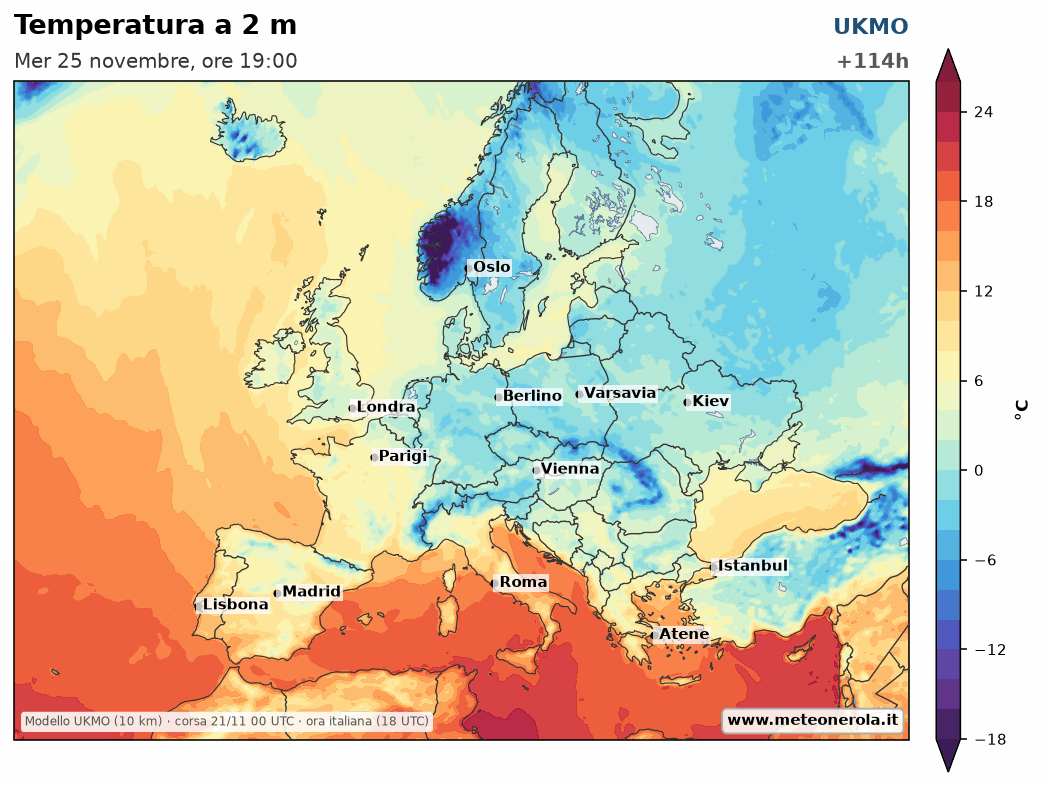 Temperatura a 2 m
UKMO
Mer 25 novembre, ore 19:00
+114h
Oslo
Londra
Berlino
Varsavia
Kiev
Parigi
Vienna
Istanbul
Madrid
Roma
Lisbona
Atene
Modello UKMO (10 km) · corsa 21/11 00 UTC · ora italiana (18 UTC)
www.meteonerola.it
24
18
12
6
0
−6
−12
−18
°C